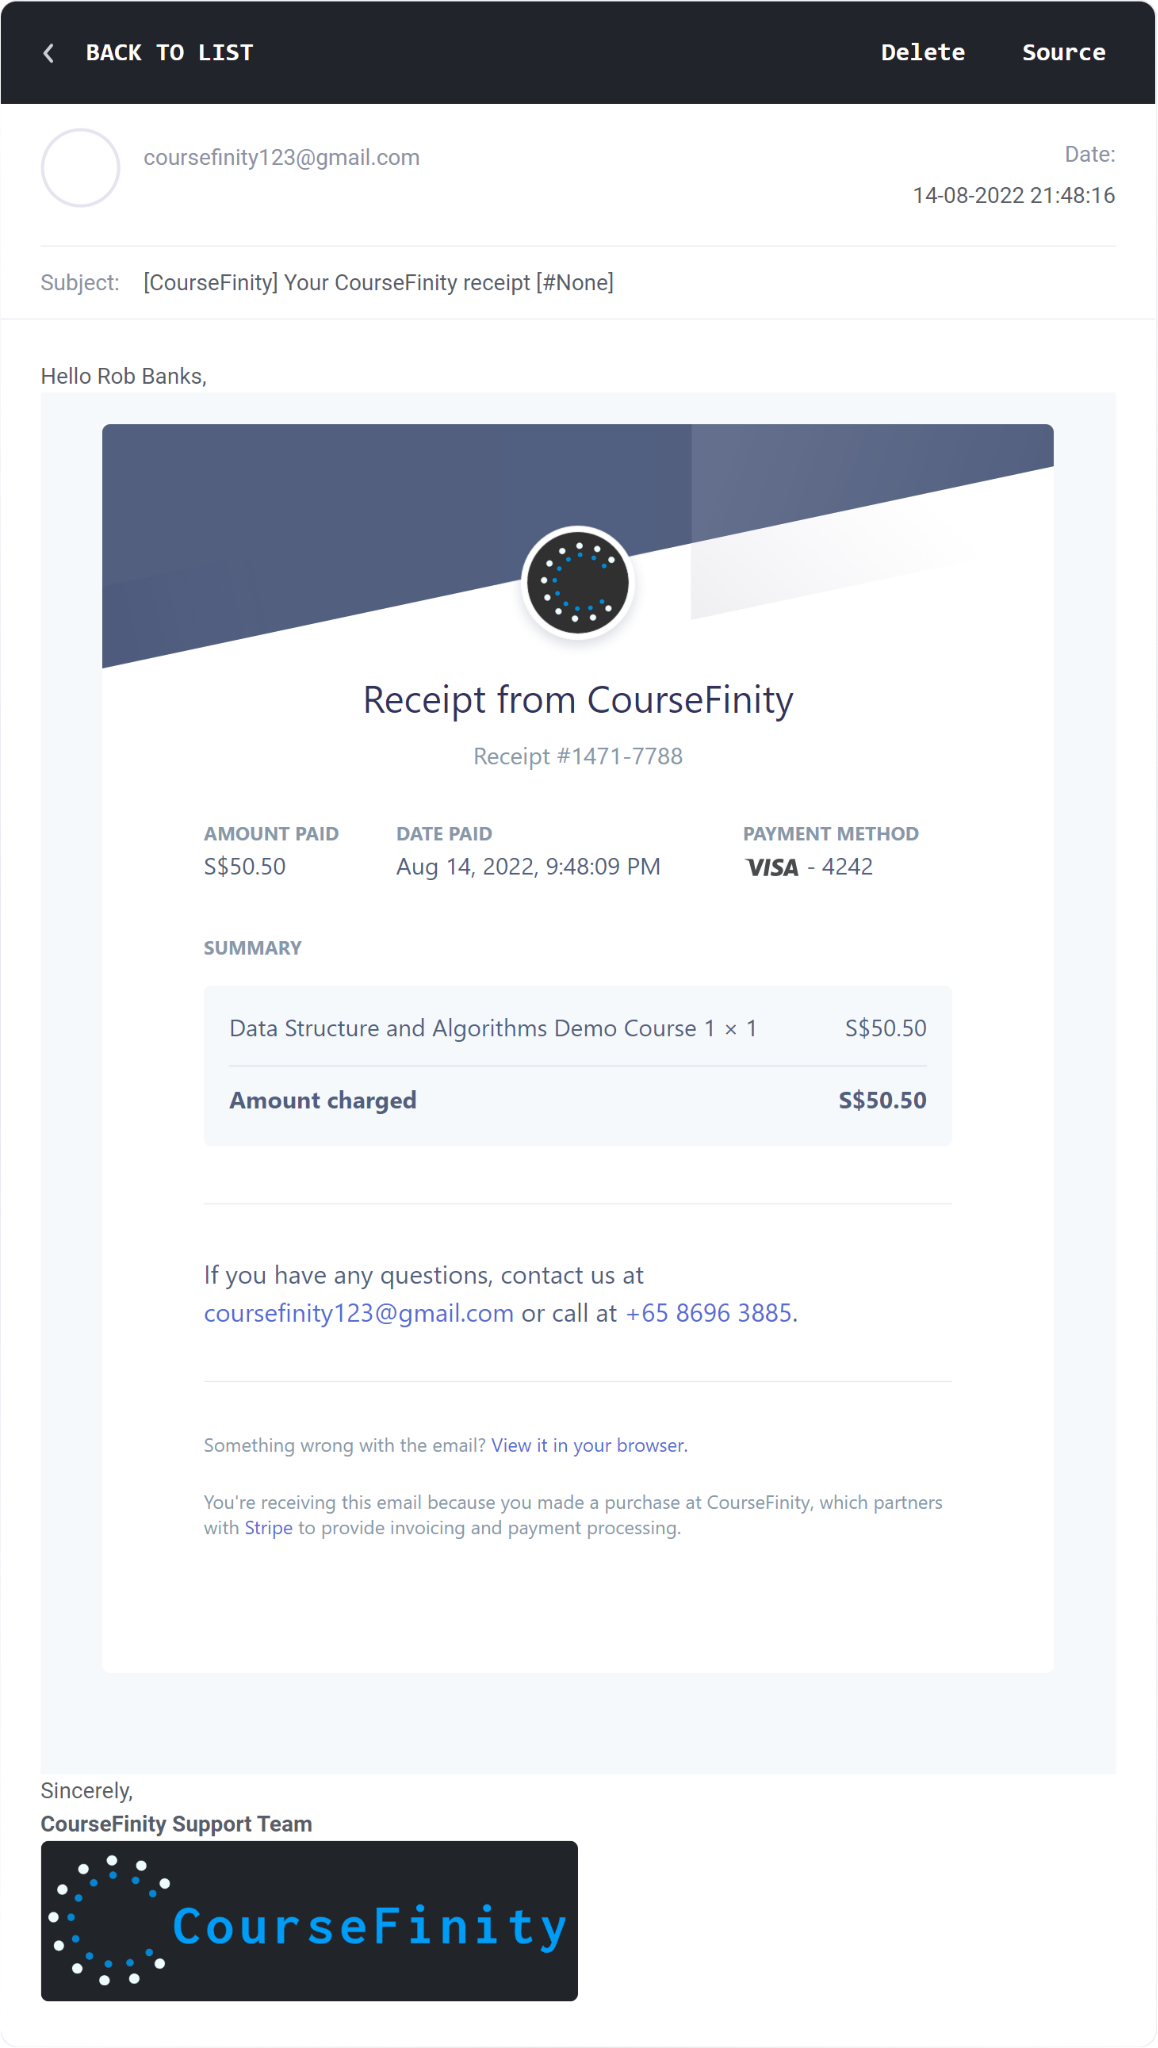 BACK TO LIST
Delete
Source
coursefinity123@gmail.com
Date:
14-08-2022 21:48:16
Subject: [CourseFinity] Your CourseFinity receipt [#None]
Hello Rob Banks,
Receipt from CourseFinity
Receipt #1471-7788
AMOUNT PAID
S$50.50
DATE PAID
Aug 14, 2022, 9:48:09 PM
PAYMENT METHOD
VISA - 4242
SUMMARY
Data Structure and Algorithms Demo Course 1 × 1 S$50.50
Amount charged S$50.50
If you have any questions, contact us at
coursefinity123@gmail.com or call at +65 8696 3885.
Something wrong with the email? View it in your browser.
You're receiving this email because you made a purchase at CourseFinity, which partners
with Stripe to provide invoicing and payment processing.
Sincerely,
CourseFinity Support Team
CourseFinity